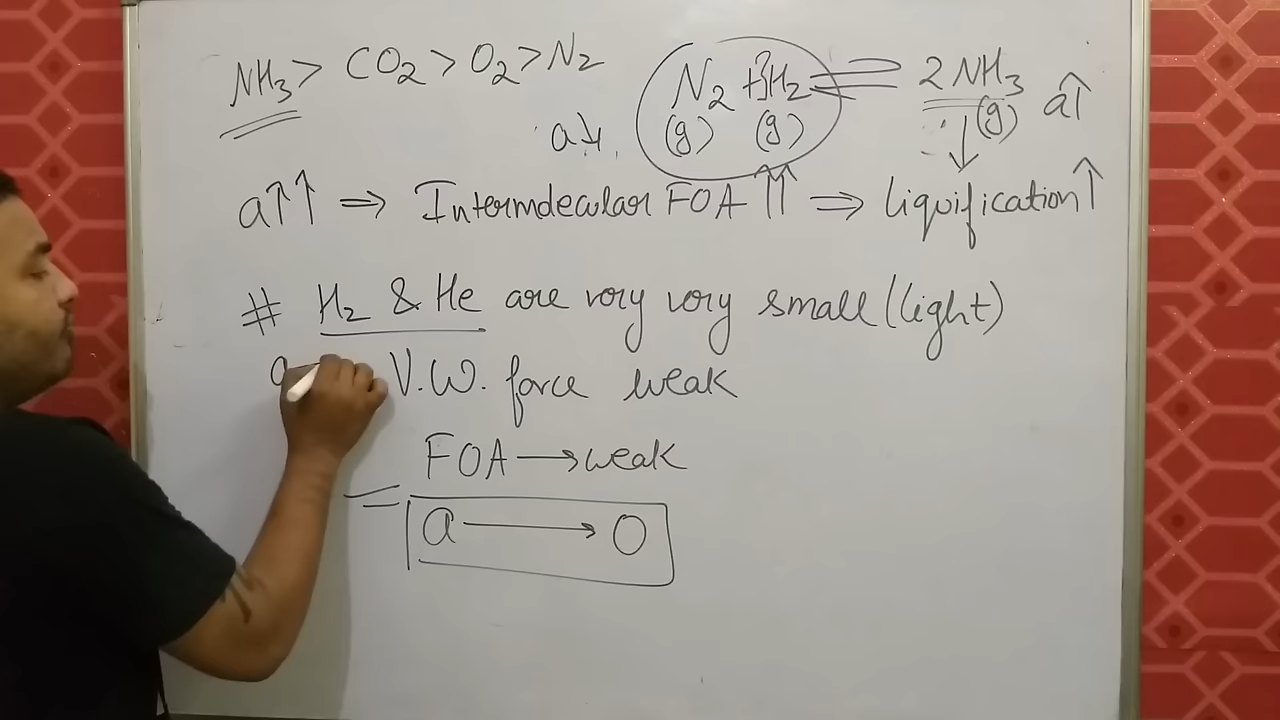 NH₃ > CO₂ > O₂ > N₂
N₂ + 3H₂ ⇌ 2NH₃
(g) (g) (g)
a↓ a↑
a↑↑ ⇒ Intermolecular FOA ↑↑ ⇒ liquification↑
# H₂ & He are very very small (light)
a V.W. force weak
FOA → weak
= a → O